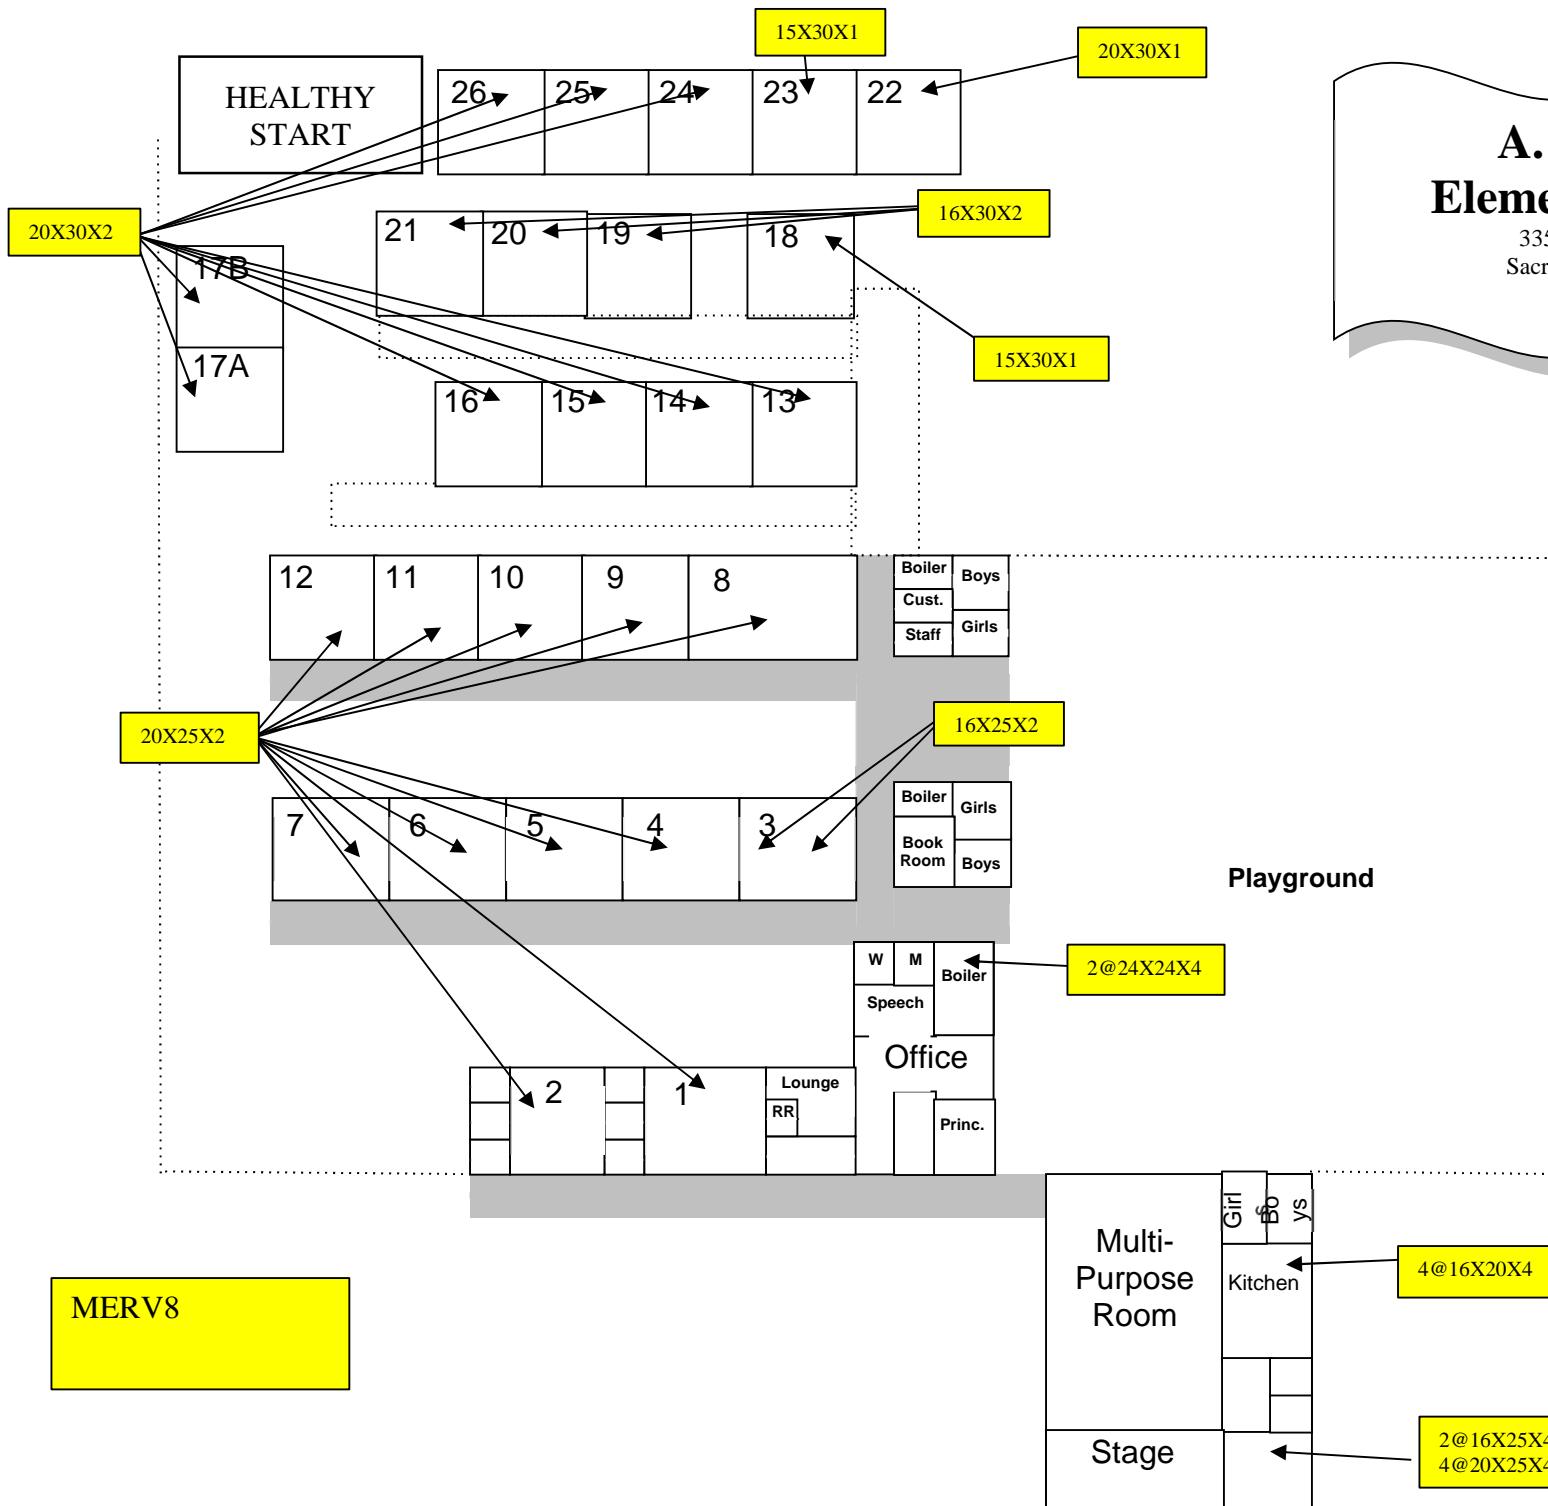 15X30X1
20X30X1
HEALTHY
START
26
25
24
23
22
A.
Eleme
335
Sacr
20X30X2
21
20
19
18
16X30X2
17B
17A
15X30X1
16
15
14
13
12
11
10
9
8
Boiler
Boys
Cust.
Staff
Girls
20X25X2
16X25X2
7
6
5
4
3
Boiler
Girls
Book
Room
Boys
Playground
W
M
Boiler
2@24X24X4
Speech
Office
2
1
Lounge
RR
Princ.
Girl
s
Bo
ys
Multi-
Purpose
Room
Kitchen
4@16X20X4
MERV8
Stage
2@16X25X4
4@20X25X4